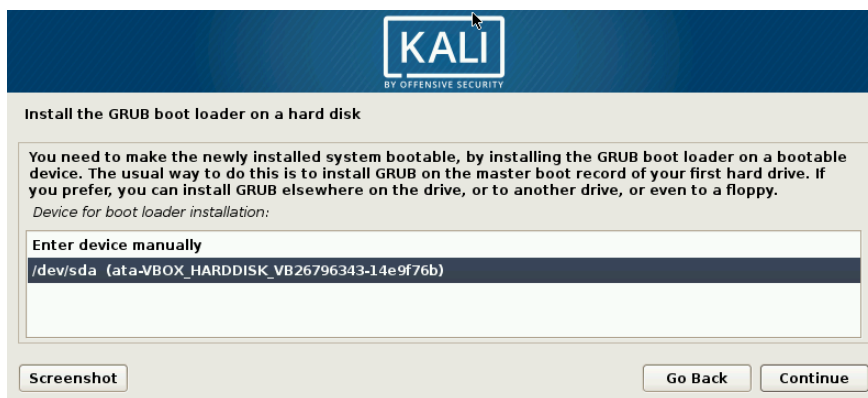 KALI
BY OFFENSIVE SECURITY
Install the GRUB boot loader on a hard disk
You need to make the newly installed system bootable, by installing the GRUB boot loader on a bootable
device. The usual way to do this is to install GRUB on the master boot record of your first hard drive. If
you prefer, you can install GRUB elsewhere on the drive, or to another drive, or even to a floppy.
Device for boot loader installation:
Enter device manually
/dev/sda (ata-VBOX_HARDDISK_VB26796343-14e9f76b)
Screenshot
Go Back
Continue